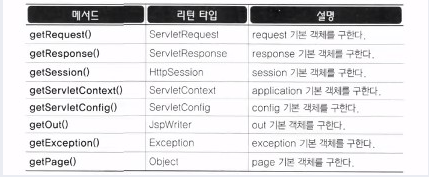 메서드 리턴 타입 설명
getRequest() ServletRequest request 기본 객체를 구한다.
getResponse() ServletResponse response 기본 객체를 구한다.
getSession() HttpSession session 기본 객체를 구한다.
getServletContext() ServletContext application 기본 객체를 구한다.
getServletConfig() ServletConfig config 기본 객체를 구한다.
getOut() JspWriter out 기본 객체를 구한다.
getException() Exception exception 기본 객체를 구한다.
getPage() Object page 기본 객체를 구한다.